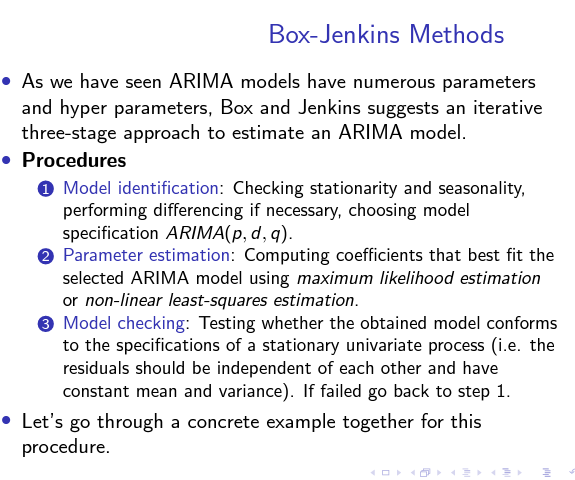 Box-Jenkins Methods
• As we have seen ARIMA models have numerous parameters
and hyper parameters, Box and Jenkins suggests an iterative
three-stage approach to estimate an ARIMA model.
• Procedures
1 Model identification: Checking stationarity and seasonality,
performing differencing if necessary, choosing model
specification ARIMA(p, d, q).
2 Parameter estimation: Computing coefficients that best fit the
selected ARIMA model using maximum likelihood estimation
or non-linear least-squares estimation.
3 Model checking: Testing whether the obtained model conforms
to the specifications of a stationary univariate process (i.e. the
residuals should be independent of each other and have
constant mean and variance). If failed go back to step 1.
• Let's go through a concrete example together for this
procedure.